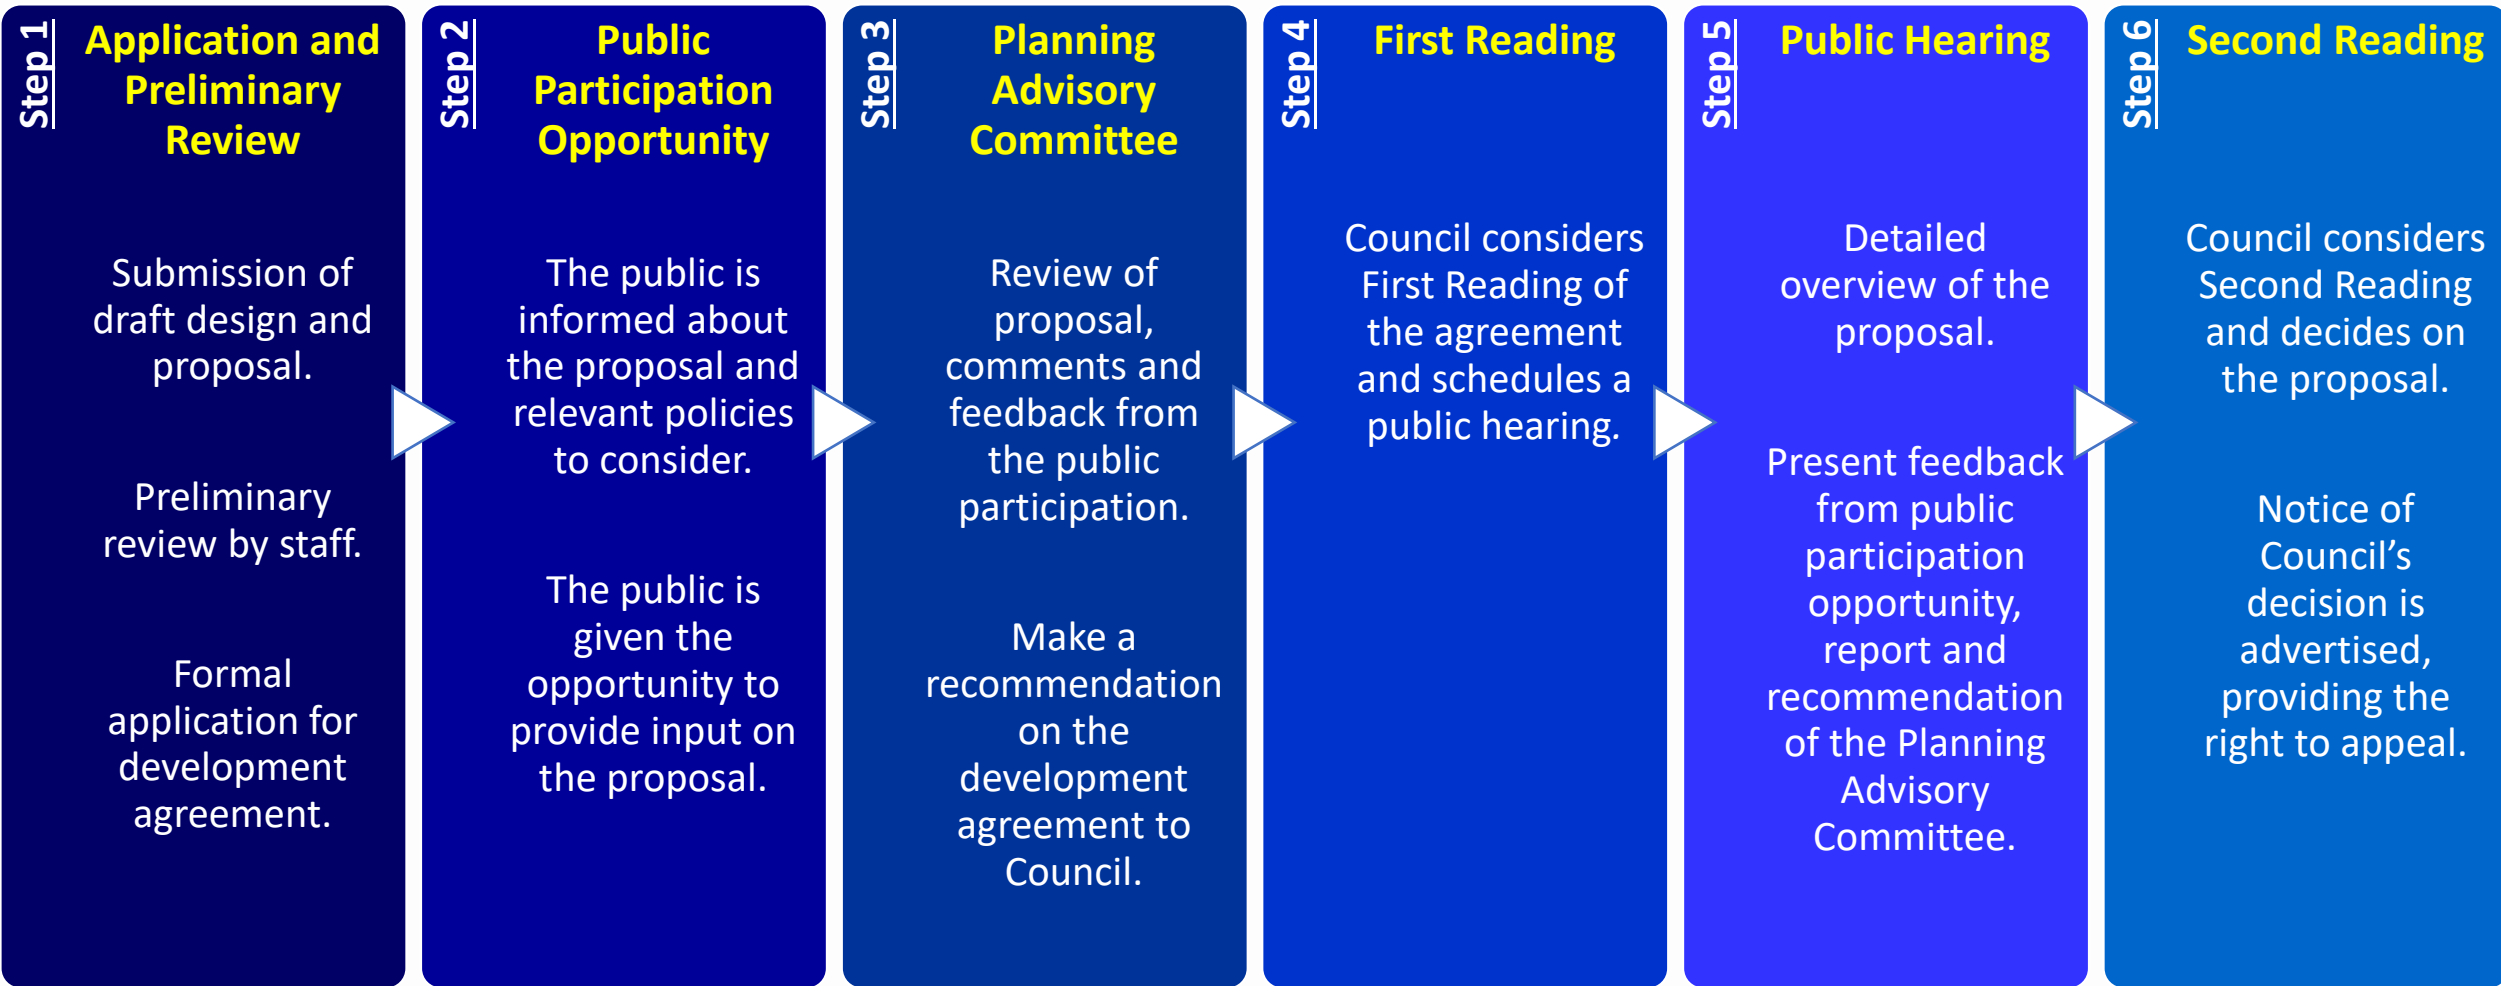 Step 1
Application and
Preliminary
Review
Submission of
draft design and
proposal.
Preliminary
review by staff.
Formal
application for
development
agreement.
Step 2
Public
Participation
Opportunity
The public is
informed about
the proposal and
relevant policies
to consider.
The public is
given the
opportunity to
provide input on
the proposal.
Step 3
Planning
Advisory
Committee
Review of
proposal,
comments and
feedback from
the public
participation.
Make a
recommendation
on the
development
agreement to
Council.
Step 4
First Reading
Council considers
First Reading of
the agreement
and schedules a
public hearing.
Step 5
Public Hearing
Detailed
overview of the
proposal.
Present feedback
from public
participation
opportunity,
report and
recommendation
of the Planning
Advisory
Committee.
Step 6
Second Reading
Council considers
Second Reading
and decides on
the proposal.
Notice of
Council’s
decision is
advertised,
providing the
right to appeal.